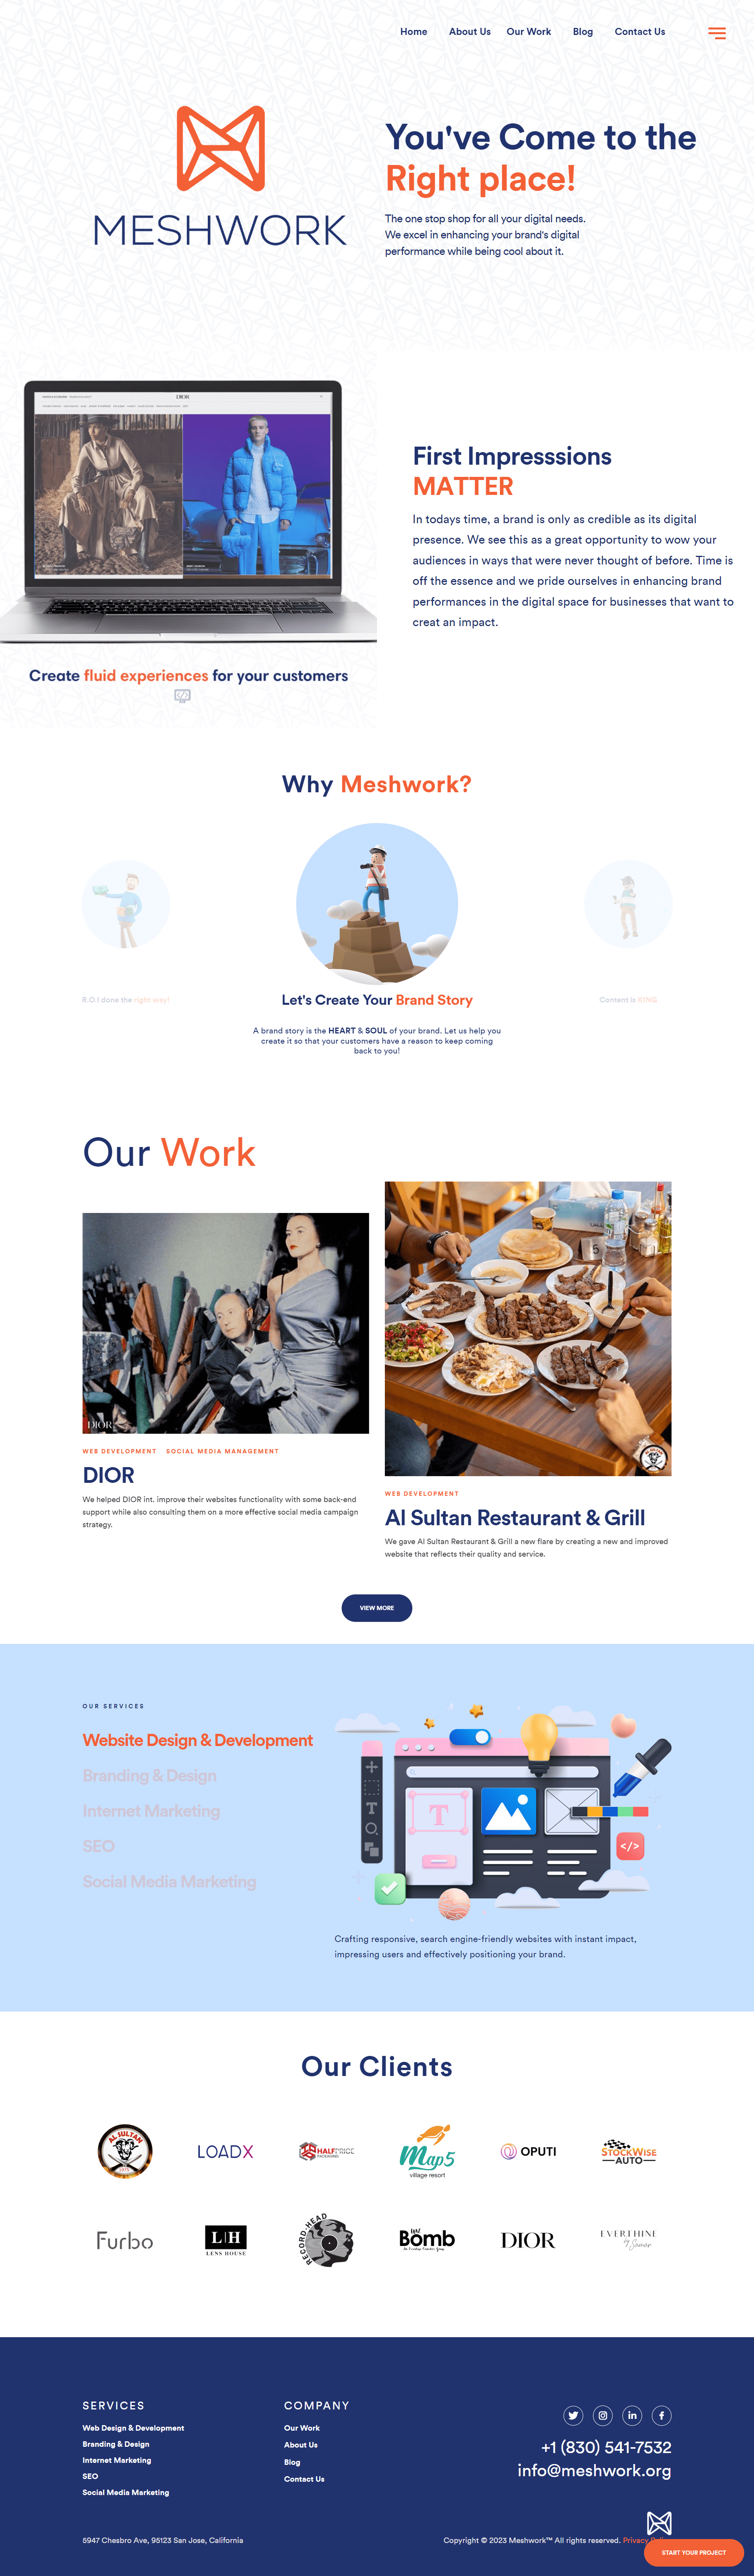 Home About Us Our Work Blog Contact Us
MESHWORK
You've Come to the
Right place!
The one stop shop for all your digital needs.
We excel in enhancing your brand's digital
performance while being cool about it.
DIOR
Create fluid experiences for your customers
First Impresssions
MATTER
In todays time, a brand is only as credible as its digital
presence. We see this as a great opportunity to wow your
audiences in ways that were never thought of before. Time is
off the essence and we pride ourselves in enhancing brand
performances in the digital space for businesses that want to
creat an impact.
Why Meshwork?
R.O.I done the right way!
Let's Create Your Brand Story
A brand story is the HEART & SOUL of your brand. Let us help you
create it so that your customers have a reason to keep coming
back to you!
Content is KING
Our Work
DIOR
WEB DEVELOPMENT SOCIAL MEDIA MANAGEMENT
DIOR
We helped DIOR int. improve their websites functionality with some back-end
support while also consulting them on a more effective social media campaign
strategy.
5
WEB DEVELOPMENT
Al Sultan Restaurant & Grill
We gave Al Sultan Restaurant & Grill a new flare by creating a new and improved
website that reflects their quality and service.
VIEW MORE
OUR SERVICES
Website Design & Development
Branding & Design
Internet Marketing
SEO
Social Media Marketing
T
T
</>
Crafting responsive, search engine-friendly websites with instant impact,
impressing users and effectively positioning your brand.
Our Clients
AL SULTAN
LOADX
HALFPRICE
PACKAGING
Map5
village resort
OPUTI
STOCKWISE
AUTO
Furbo
L|H
LENS HOUSE
RECORD-HEAD
Bomb
DIOR
EVERTHINE
by Samar
SERVICES
Web Design & Development
Branding & Design
Internet Marketing
SEO
Social Media Marketing
COMPANY
Our Work
About Us
Blog
Contact Us
in
f
+1 (830) 541-7532
info@meshwork.org
5947 Chesbro Ave, 95123 San Jose, California
Copyright © 2023 Meshwork™ All rights reserved. Privacy
START YOUR PROJECT